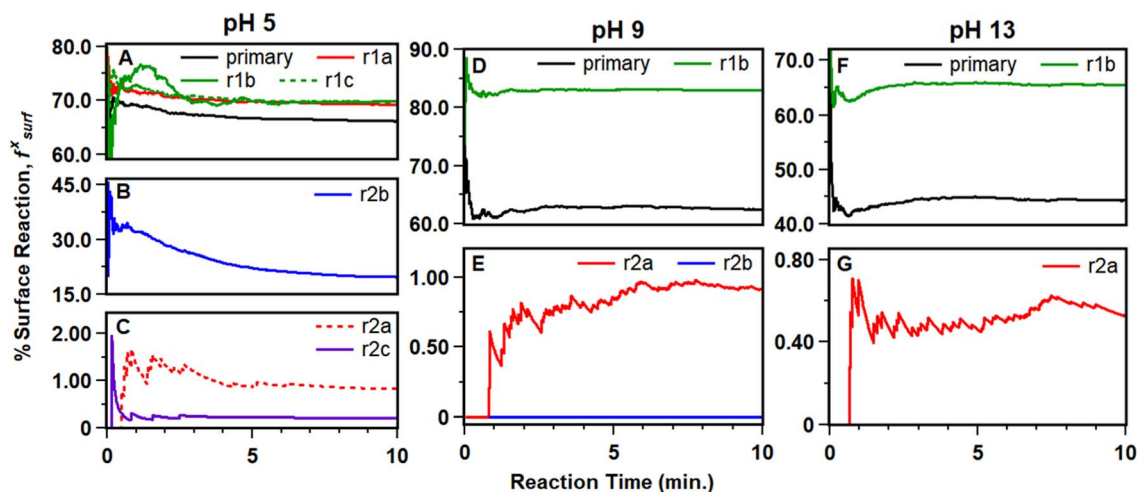 pH 5
pH 9
pH 13
% Surface Reaction, f^x_surf
A
primary
r1a
r1b
r1c
80.0
70.0
60.0
B
r2b
45.0
30.0
15.0
C
r2a
r2c
2.00
1.00
0
0
5
10
D
primary
r1b
90.0
80.0
70.0
60.0
E
r2a
r2b
1.00
0.50
0
0
5
10
F
primary
r1b
70.0
60.0
50.0
40.0
G
r2a
0.80
0.40
0
0
5
10
Reaction Time (min.)